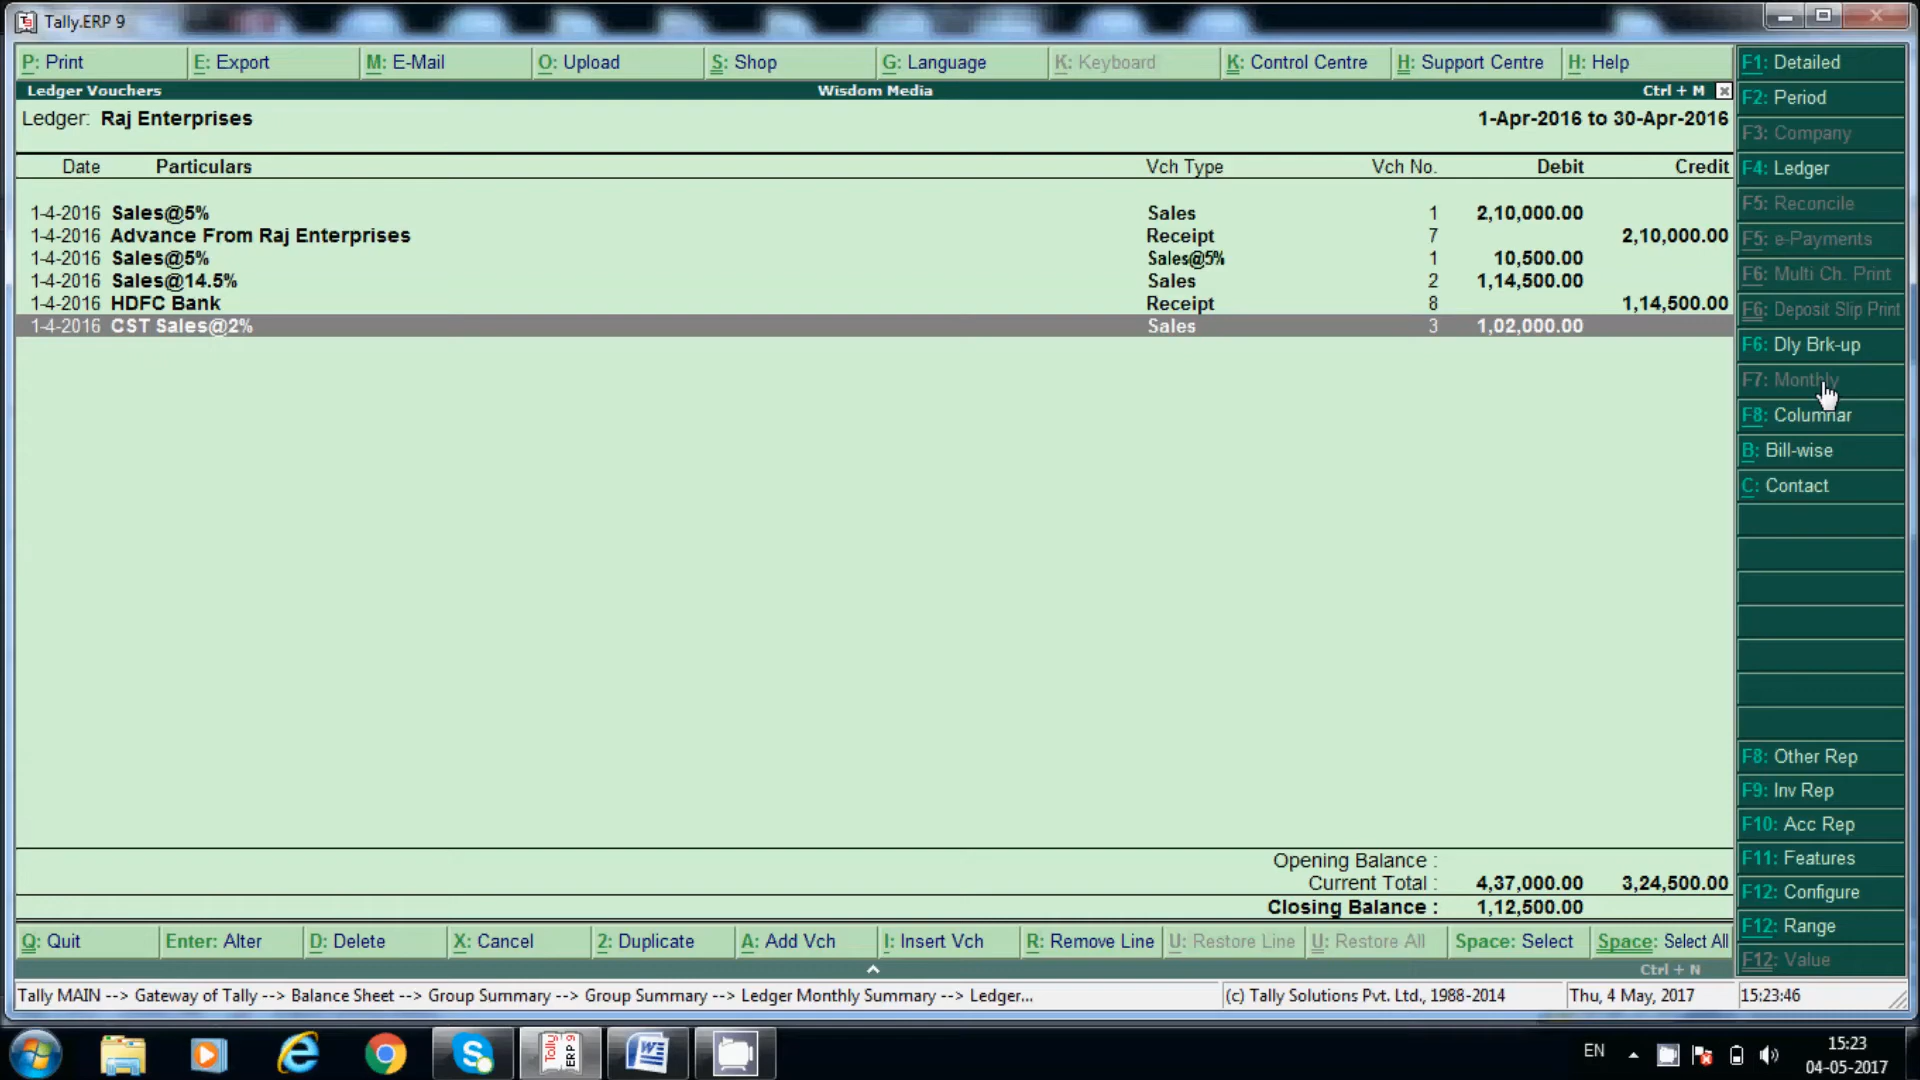 Tally.ERP 9
P: Print E: Export M: E-Mail O: Upload S: Shop G: Language K: Keyboard K: Control Centre H: Support Centre H: Help
Ledger Vouchers Wisdom Media Ctrl + M
Ledger: Raj Enterprises 1-Apr-2016 to 30-Apr-2016
Date Particulars Vch Type Vch No. Debit Credit
1-4-2016 Sales@5% Sales 1 2,10,000.00
1-4-2016 Advance From Raj Enterprises Receipt 7 2,10,000.00
1-4-2016 Sales@5% Sales@5% 1 10,500.00
1-4-2016 Sales@14.5% Sales 2 1,14,500.00
1-4-2016 HDFC Bank Receipt 8 1,14,500.00
1-4-2016 CST Sales@2% Sales 3 1,02,000.00
Opening Balance :
Current Total : 4,37,000.00 3,24,500.00
Closing Balance : 1,12,500.00
F1: Detailed
F2: Period
F3: Company
F4: Ledger
F5: Reconcile
F5: e-Payments
F6: Multi Ch. Print
F6: Deposit Slip Print
F6: Dly Brk-up
F7: Monthly
F8: Columnar
B: Bill-wise
C: Contact
F8: Other Rep
F9: Inv Rep
F10: Acc Rep
F11: Features
F12: Configure
F12: Range
F12: Value
Q: Quit Enter: Alter D: Delete X: Cancel 2: Duplicate A: Add Vch I: Insert Vch R: Remove Line U: Restore Line U: Restore All Space: Select Space: Select All
Ctrl + N
Tally MAIN --> Gateway of Tally --> Balance Sheet --> Group Summary --> Group Summary --> Ledger Monthly Summary --> Ledger... (c) Tally Solutions Pvt. Ltd., 1988-2014 Thu, 4 May, 2017 15:23:46
Tally
ERP 9
EN 15:23
04-05-2017